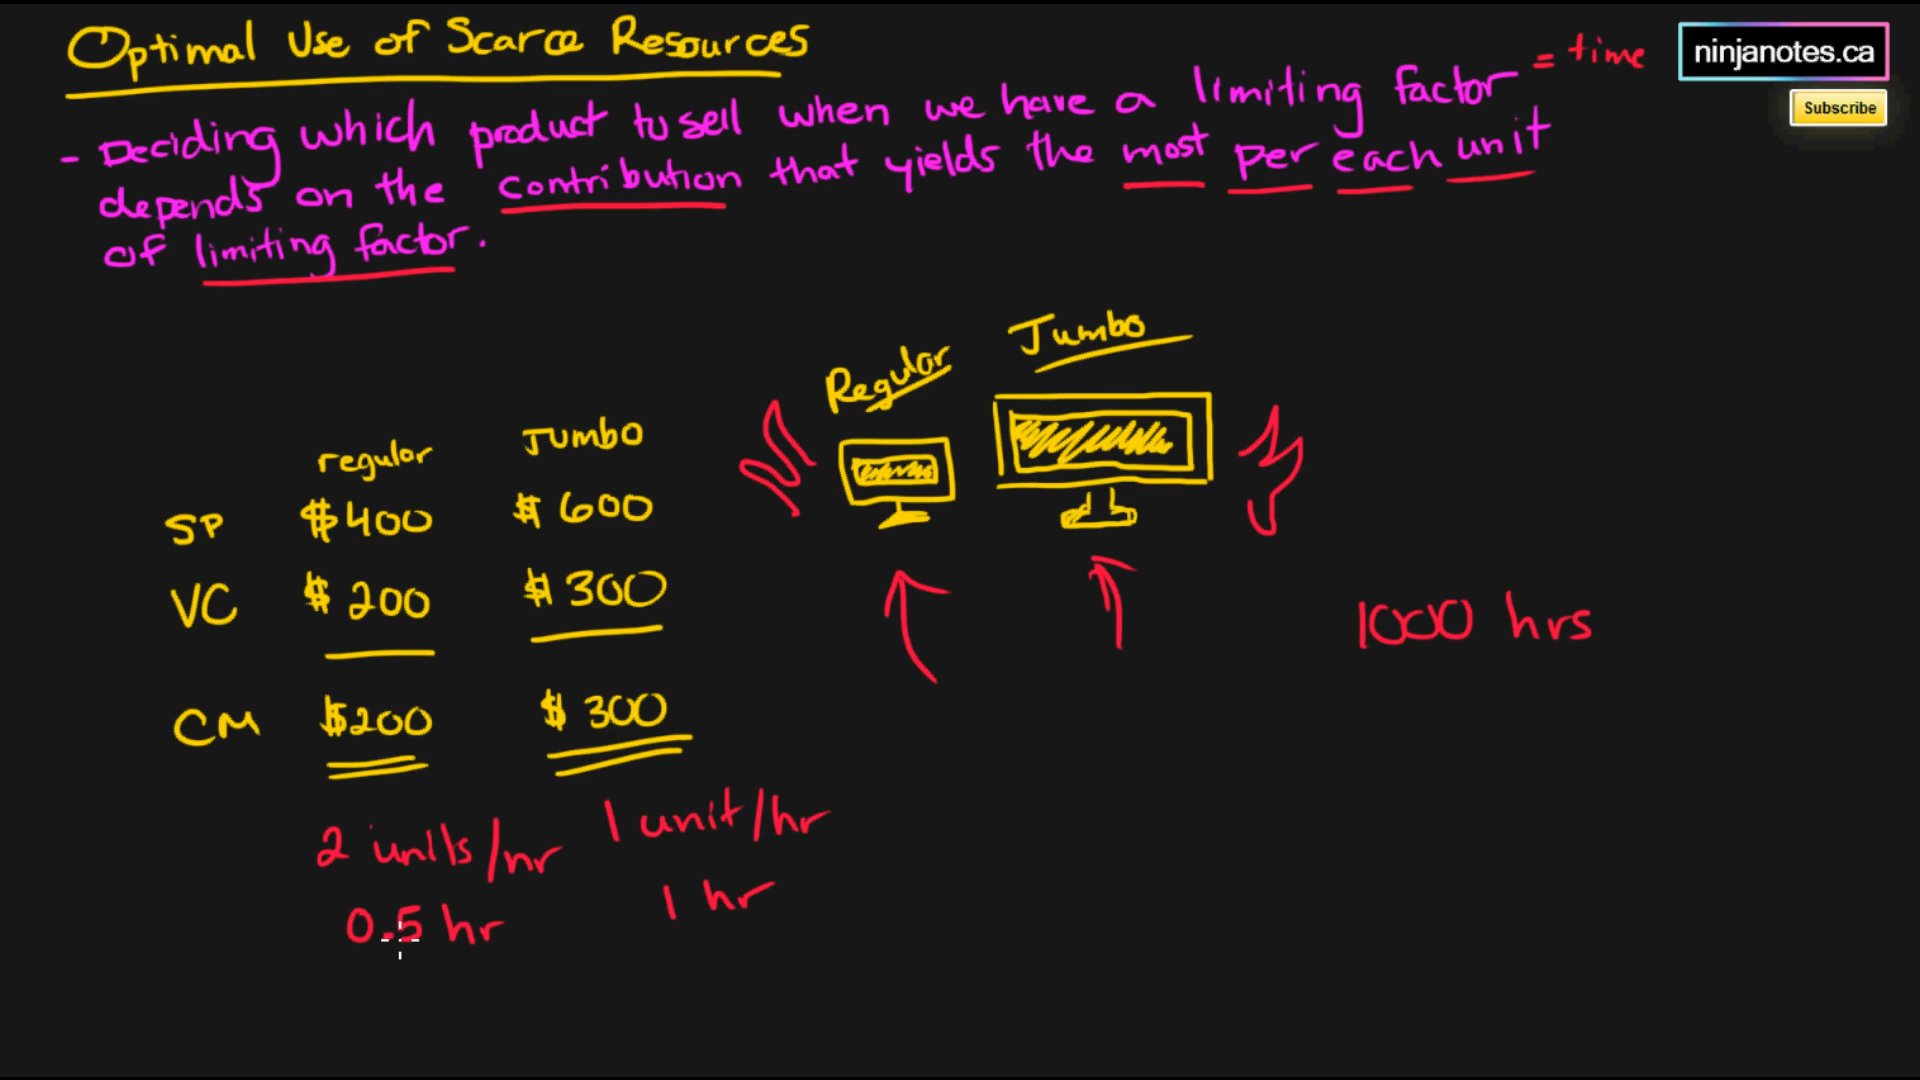 Optimal Use of Scarce Resources
ninjanotes.ca
Subscribe
- Deciding which product to sell when we have a limiting factor = time
depends on the contribution that yields the most per each unit
of limiting factor.
Regular Jumbo
regular Jumbo
SP $400 $600
VC $200 $300
1000 hrs
CM $200 $300
2 units/hr 1 unit/hr
0.5 hr 1 hr